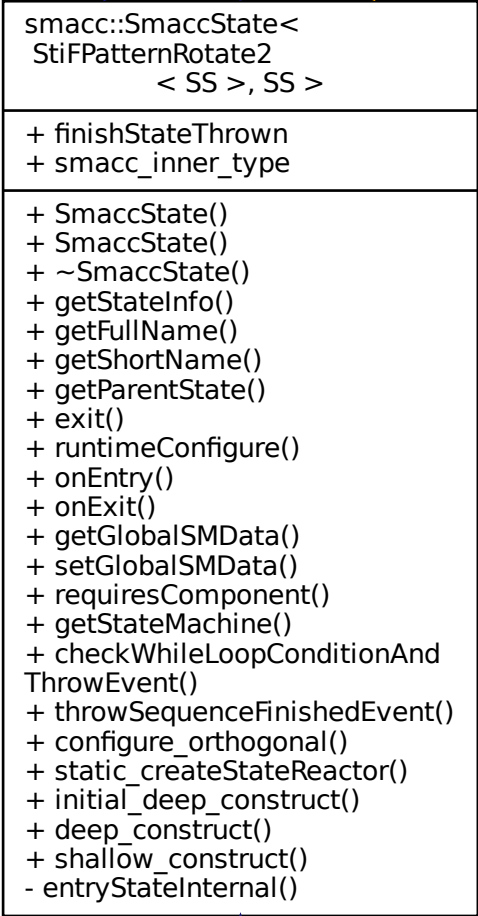 smacc::SmaccState<
StiFPatternRotate2
< SS >, SS >
+ finishStateThrown
+ smacc_inner_type
+ SmaccState()
+ SmaccState()
+ ~SmaccState()
+ getStateInfo()
+ getFullName()
+ getShortName()
+ getParentState()
+ exit()
+ runtimeConfigure()
+ onEntry()
+ onExit()
+ getGlobalSMData()
+ setGlobalSMData()
+ requiresComponent()
+ getStateMachine()
+ checkWhileLoopConditionAnd
ThrowEvent()
+ throwSequenceFinishedEvent()
+ configure_orthogonal()
+ static_createStateReactor()
+ initial_deep_construct()
+ deep_construct()
+ shallow_construct()
- entryStateInternal()